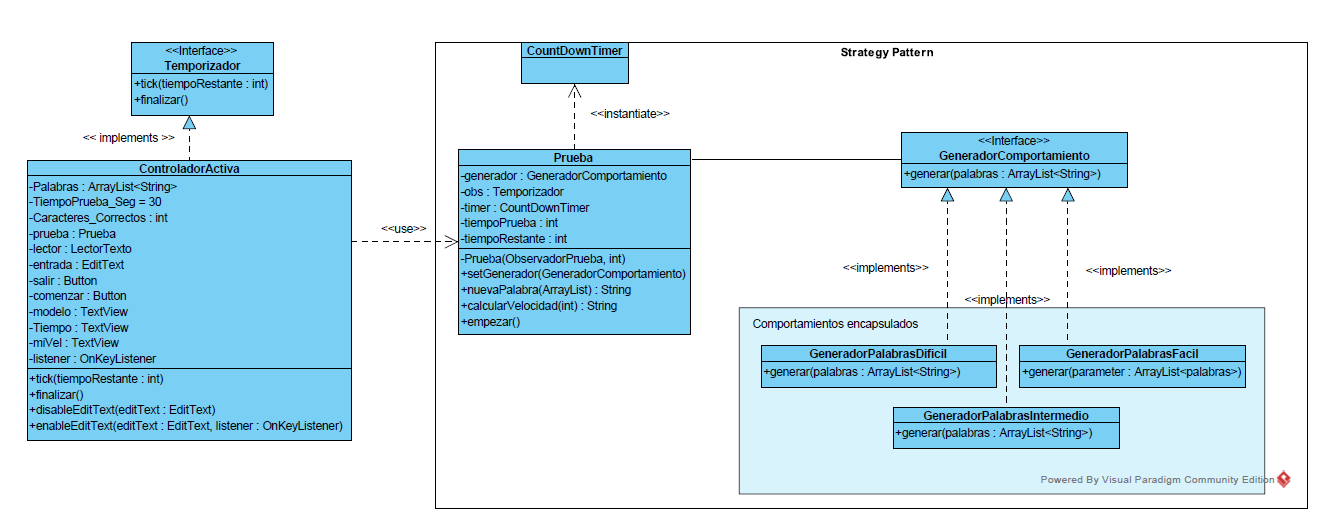 <<Interface>>
Temporizador
+tick(tiempoRestante : int)
+finalizar()
<< implements >>
ControladorActiva
-Palabras : ArrayList<String>
-TiempoPrueba_Seg = 30
-Caracteres_Correctos : int
-prueba : Prueba
-lector : LectorTexto
-entrada : EditText
-salir : Button
-comenzar : Button
-modelo : TextView
-Tiempo : TextView
-miVel : TextView
-listener : OnKeyListener
+tick(tiempoRestante : int)
+finalizar()
+disableEditText(editText : EditText)
+enableEditText(editText : EditText, listener : OnKeyListener)
<<use>>
Strategy Pattern
CountDownTimer
<<instantiate>>
Prueba
-generador : GeneradorComportamiento
-obs : Temporizador
-timer : CountDownTimer
-tiempoPrueba : int
-tiempoRestante : int
-Prueba(ObservadorPrueba, int)
+setGenerador(GeneradorComportamiento)
+nuevaPalabra(ArrayList) : String
+calcularVelocidad(int) : String
+empezar()
<<Interface>>
GeneradorComportamiento
+generar(palabras : ArrayList<String>)
<<implements>>
<<implements>>
<<implements>>
Comportamientos encapsulados
GeneradorPalabrasDificil
+generar(palabras : ArrayList<String>)
GeneradorPalabrasFacil
+generar(parameter : ArrayList<palabras>)
GeneradorPalabrasIntermedio
+generar(palabras : ArrayList<String>)
Powered By Visual Paradigm Community Edition